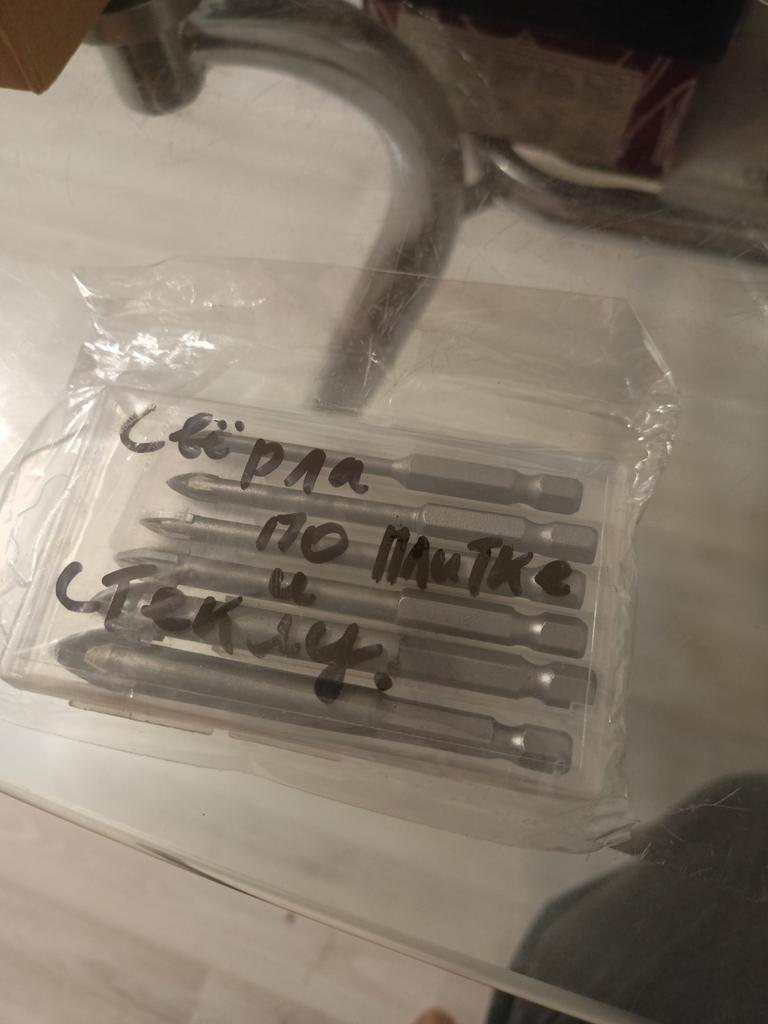 Свёрла
по плитке
и
стеклу.